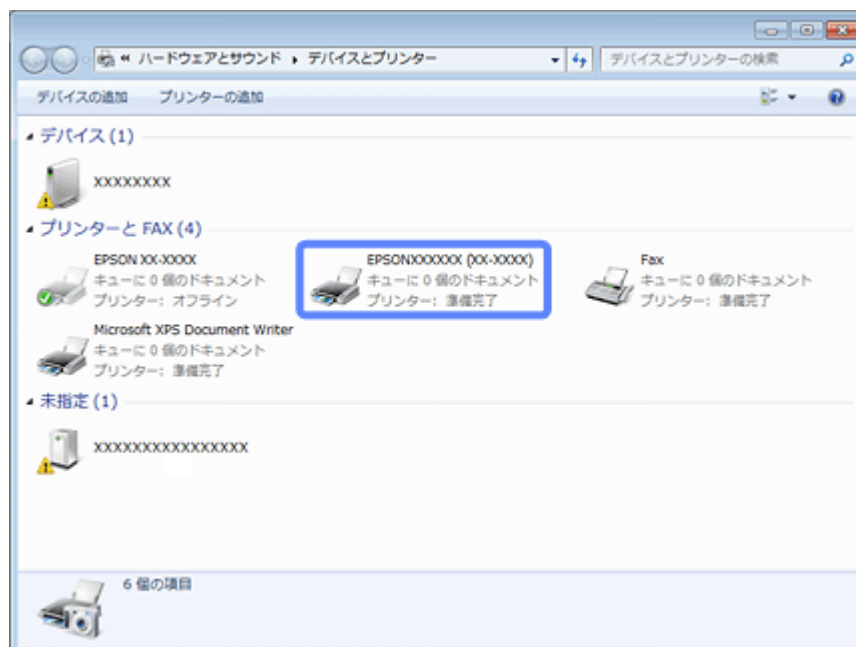 ハードウェアとサウンド デバイスとプリンター デバイスとプリンターの検索
デバイスの追加 プリンターの追加
デバイス (1)
XXXXXXXX
プリンターと FAX (4)
EPSON XX-XXXX
キューに 0 個のドキュメント
プリンター: オフライン
EPSONXXXXXX (XX-XXXX)
キューに 0 個のドキュメント
プリンター: 準備完了
Fax
キューに 0 個のドキュメント
プリンター: 準備完了
Microsoft XPS Document Writer
キューに 0 個のドキュメント
プリンター: 準備完了
未指定 (1)
XXXXXXXXXXXXXXXX
6 個の項目